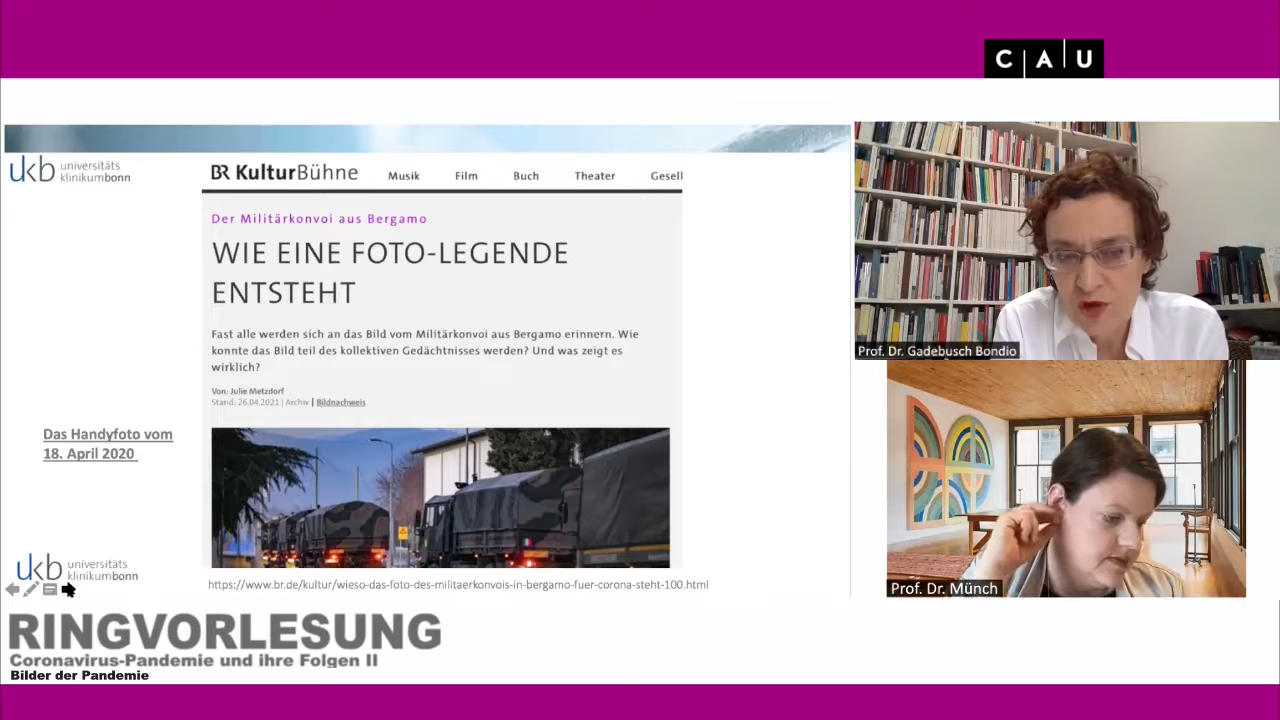 C A U
ukb universitäts
klinikumbonn
BR KulturBühne Musik Film Buch Theater Gesell
Der Militärkonvoi aus Bergamo
WIE EINE FOTO-LEGENDE
ENTSTEHT
Fast alle werden sich an das Bild vom Militärkonvoi aus Bergamo erinnern. Wie
konnte das Bild teil des kollektiven Gedächtnisses werden? Und was zeigt es
wirklich?
Von: Julie Metzdorf
Stand: 26.04.2021 | Archiv | Bildnachweis
Das Handyfoto vom
18. April 2020
ukb universitäts
klinikumbonn
https://www.br.de/kultur/wieso-das-foto-des-militaerkonvois-in-bergamo-fuer-corona-steht-100.html
Prof. Dr. Gadebusch Bondio
Prof. Dr. Münch
RINGVORLESUNG
Coronavirus-Pandemie und ihre Folgen II
Bilder der Pandemie